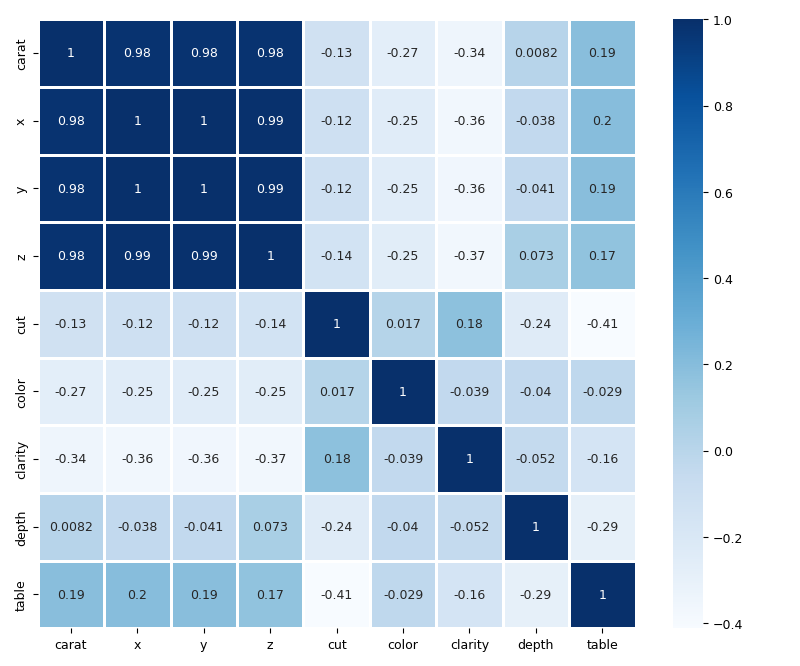 carat 1 0.98 0.98 0.98 -0.13 -0.27 -0.34 0.0082 0.19
x 0.98 1 1 0.99 -0.12 -0.25 -0.36 -0.038 0.2
y 0.98 1 1 0.99 -0.12 -0.25 -0.36 -0.041 0.19
z 0.98 0.99 0.99 1 -0.14 -0.25 -0.37 0.073 0.17
cut -0.13 -0.12 -0.12 -0.14 1 0.017 0.18 -0.24 -0.41
color -0.27 -0.25 -0.25 -0.25 0.017 1 -0.039 -0.04 -0.029
clarity -0.34 -0.36 -0.36 -0.37 0.18 -0.039 1 -0.052 -0.16
depth 0.0082 -0.038 -0.041 0.073 -0.24 -0.04 -0.052 1 -0.29
table 0.19 0.2 0.19 0.17 -0.41 -0.029 -0.16 -0.29 1
carat x y z cut color clarity depth table
1.0
0.8
0.6
0.4
0.2
0.0
−0.2
−0.4